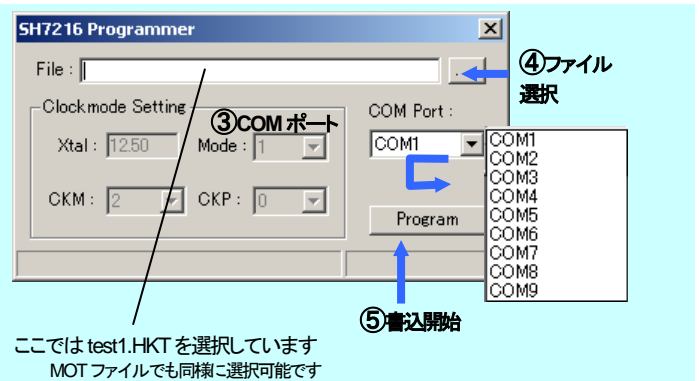 SH7216 Programmer
File :
...
④ファイル
選択
Clockmode Setting
③COM ポート
COM Port :
Xtal : 12.50 Mode : 1
COM1
CKM : 2 CKP : 0
Program
COM1
COM2
COM3
COM4
COM5
COM6
COM7
COM8
COM9
⑤書込開始
ここでは test1.HKT を選択しています
MOT ファイルでも同様に選択可能です